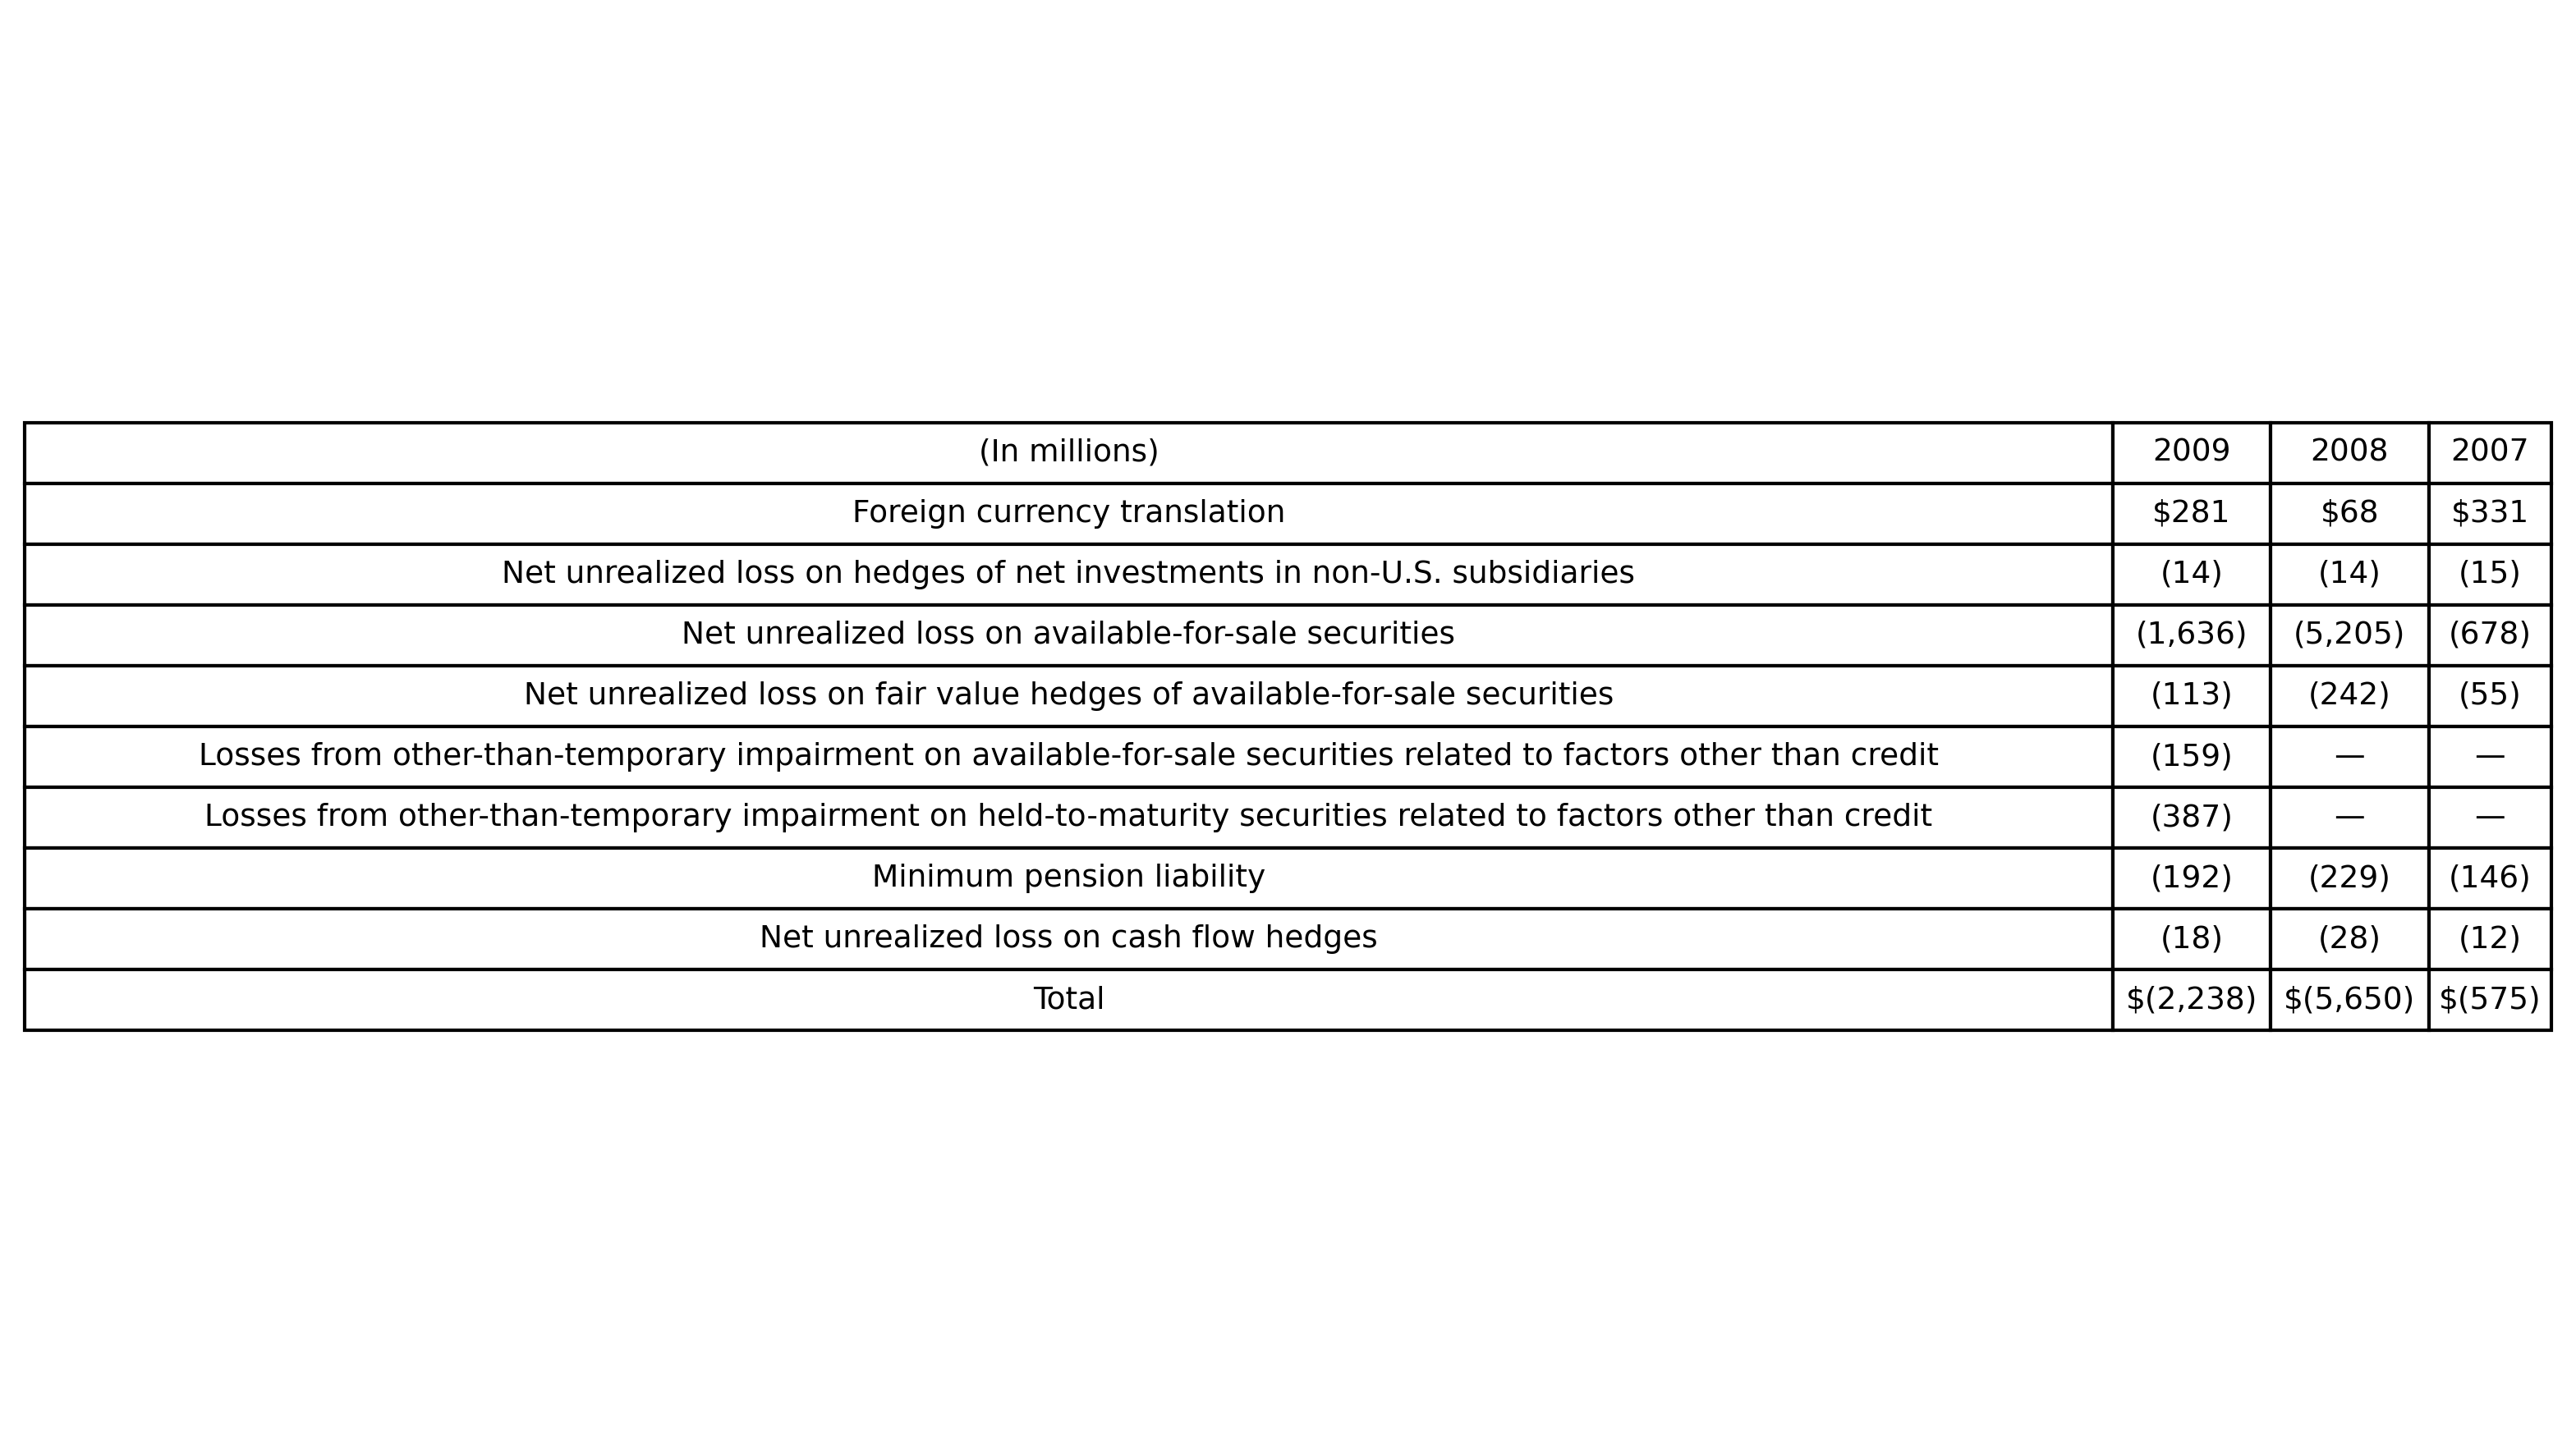 (In millions) 2009 2008 2007
Foreign currency translation $281 $68 $331
Net unrealized loss on hedges of net investments in non-U.S. subsidiaries (14) (14) (15)
Net unrealized loss on available-for-sale securities (1,636) (5,205) (678)
Net unrealized loss on fair value hedges of available-for-sale securities (113) (242) (55)
Losses from other-than-temporary impairment on available-for-sale securities related to factors other than credit (159) — —
Losses from other-than-temporary impairment on held-to-maturity securities related to factors other than credit (387) — —
Minimum pension liability (192) (229) (146)
Net unrealized loss on cash flow hedges (18) (28) (12)
Total $(2,238) $(5,650) $(575)